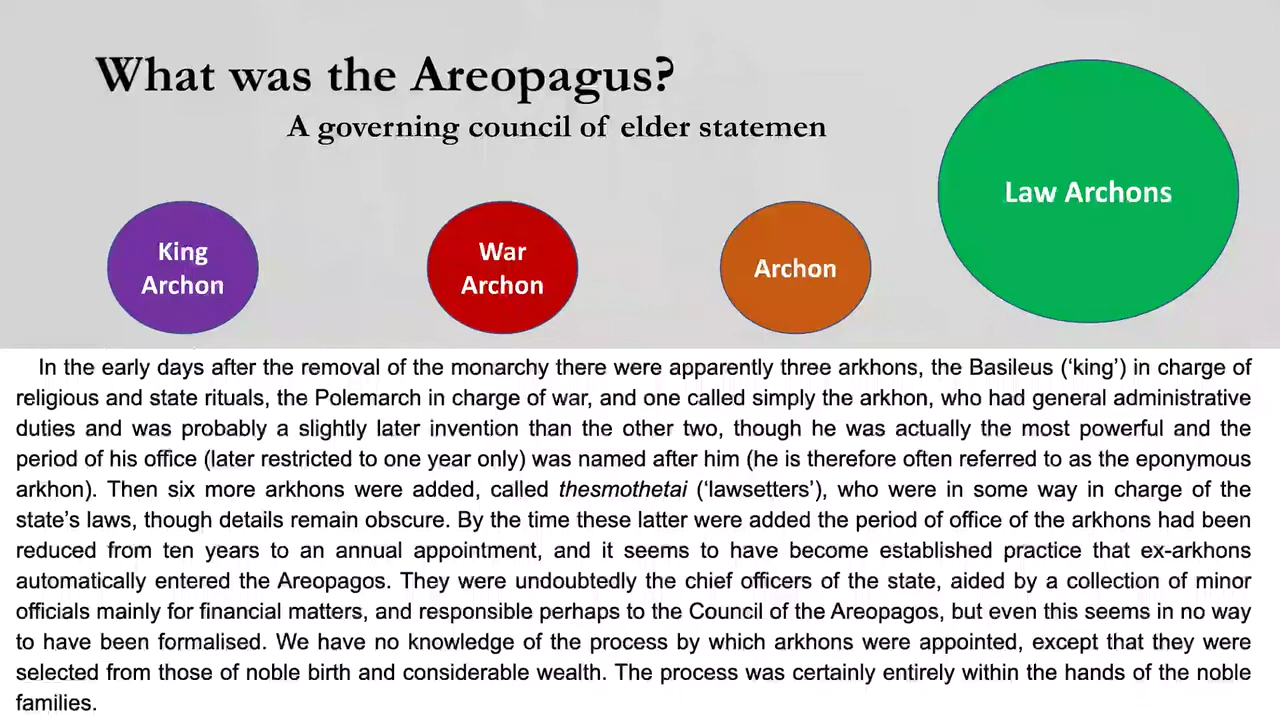 What was the Areopagus?
A governing council of elder statemen
Law Archons
King
Archon
War
Archon
Archon
In the early days after the removal of the monarchy there were apparently three arkhons, the Basileus (‘king’) in charge of
religious and state rituals, the Polemarch in charge of war, and one called simply the arkhon, who had general administrative
duties and was probably a slightly later invention than the other two, though he was actually the most powerful and the
period of his office (later restricted to one year only) was named after him (he is therefore often referred to as the eponymous
arkhon). Then six more arkhons were added, called thesmothetai (‘lawsetters’), who were in some way in charge of the
state’s laws, though details remain obscure. By the time these latter were added the period of office of the arkhons had been
reduced from ten years to an annual appointment, and it seems to have become established practice that ex-arkhons
automatically entered the Areopagos. They were undoubtedly the chief officers of the state, aided by a collection of minor
officials mainly for financial matters, and responsible perhaps to the Council of the Areopagos, but even this seems in no way
to have been formalised. We have no knowledge of the process by which arkhons were appointed, except that they were
selected from those of noble birth and considerable wealth. The process was certainly entirely within the hands of the noble
families.